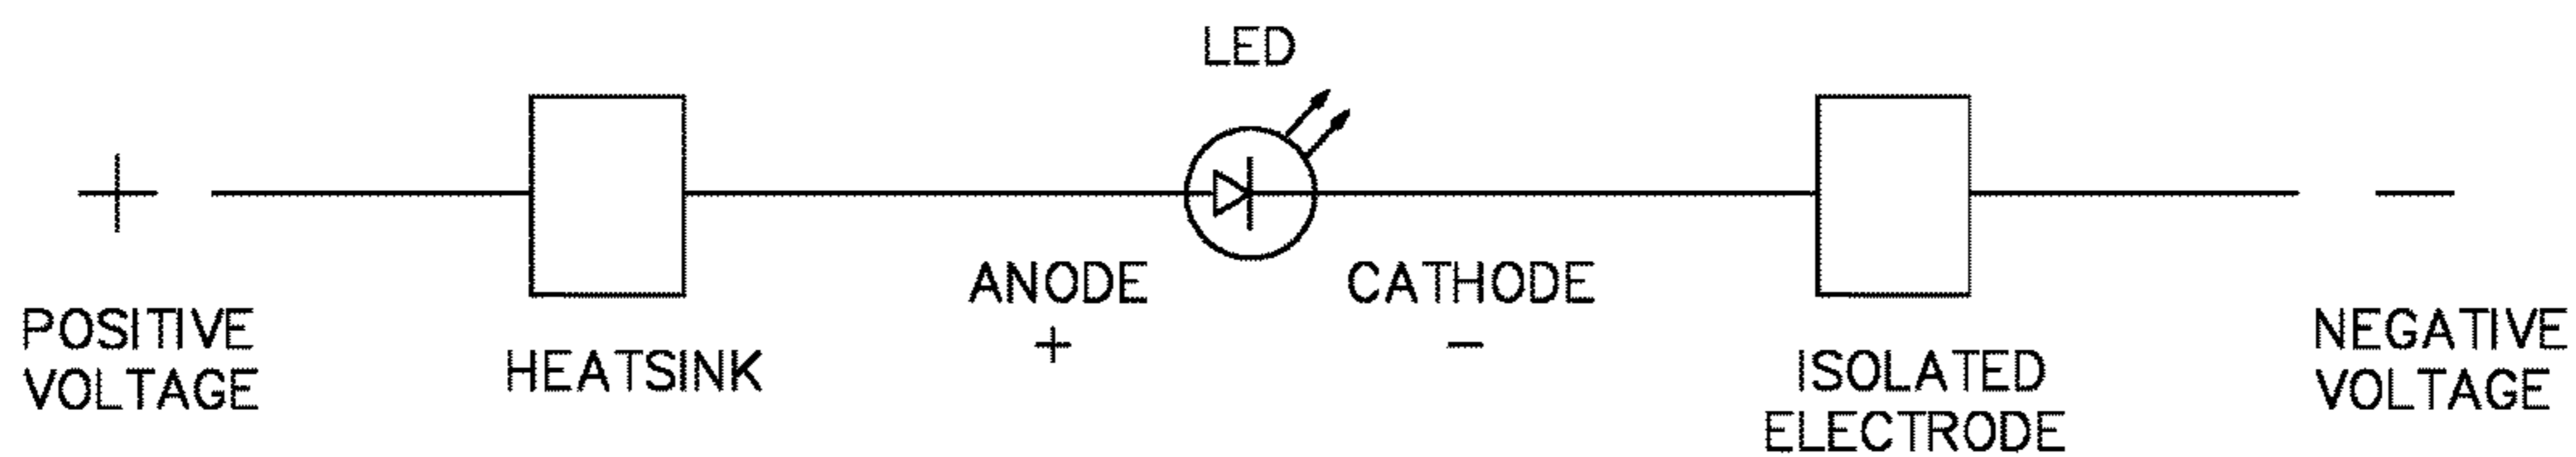 LED
ANODE
+
CATHODE
-
+
POSITIVE
VOLTAGE
HEATSINK
ISOLATED
ELECTRODE
-
NEGATIVE
VOLTAGE